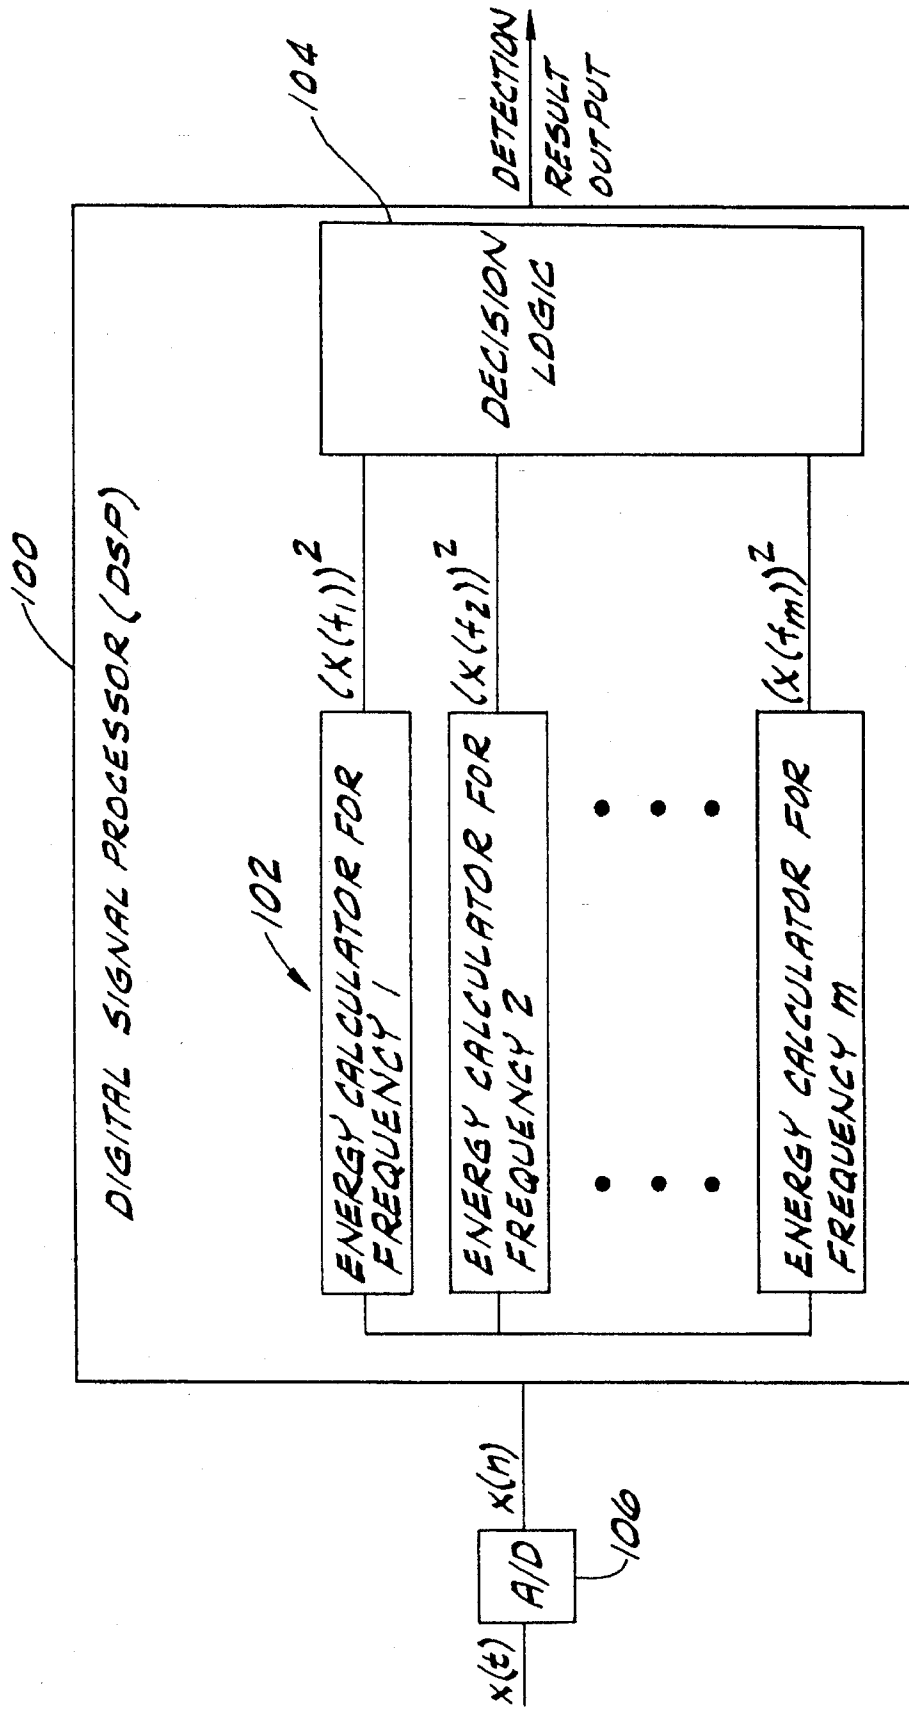 100
DIGITAL SIGNAL PROCESSOR (DSP)
102
104
ENERGY CALCULATOR FOR
FREQUENCY 1
(X(f1))2
ENERGY CALCULATOR FOR
FREQUENCY 2
(X(f2))2
ENERGY CALCULATOR FOR
FREQUENCY m
(X(fm))2
DECISION
LOGIC
DETECTION
RESULT
OUTPUT
x(t)
A/D
x(n)
106